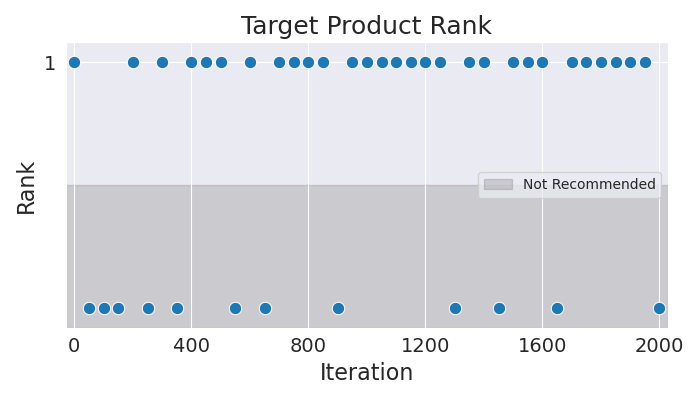 Target Product Rank
1
Rank
Not Recommended
0 400 800 1200 1600 2000
Iteration